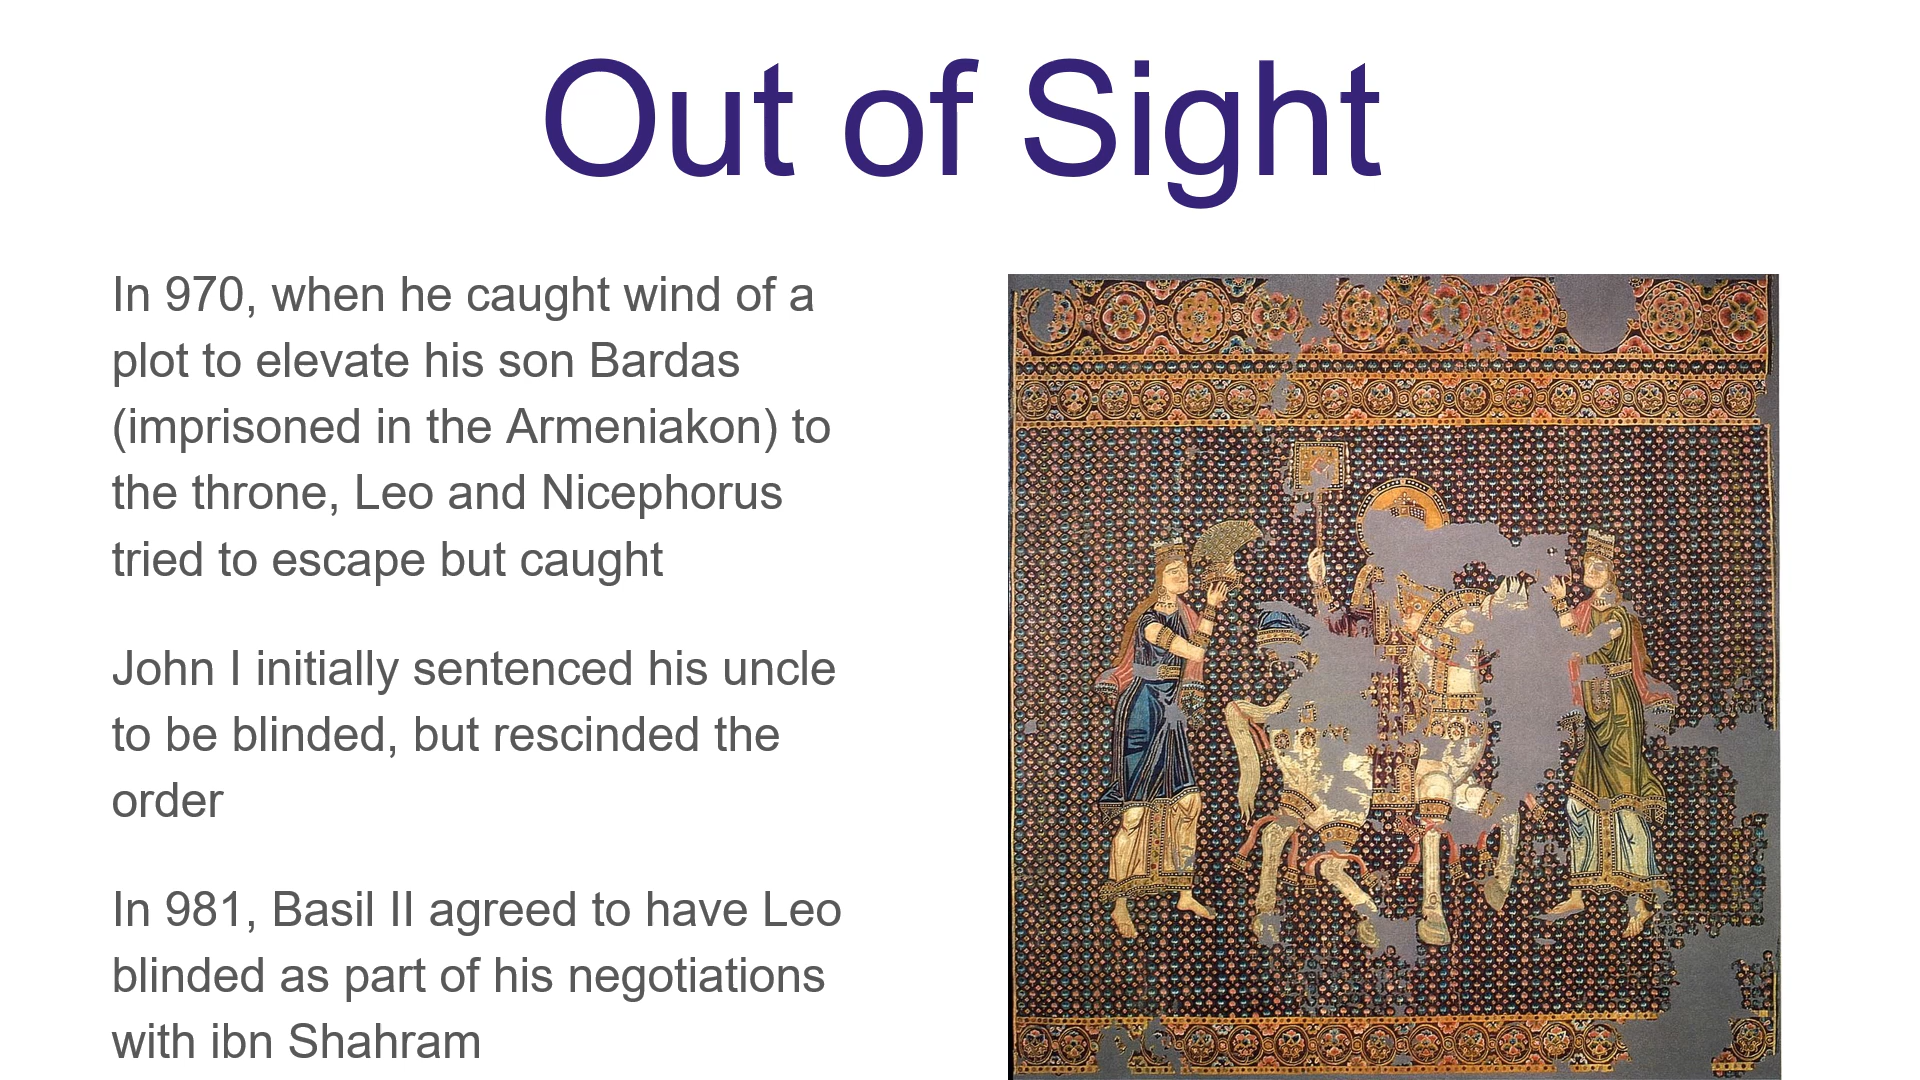 Out of Sight
In 970, when he caught wind of a
plot to elevate his son Bardas
(imprisoned in the Armeniakon) to
the throne, Leo and Nicephorus
tried to escape but caught
John I initially sentenced his uncle
to be blinded, but rescinded the
order
In 981, Basil II agreed to have Leo
blinded as part of his negotiations
with ibn Shahram